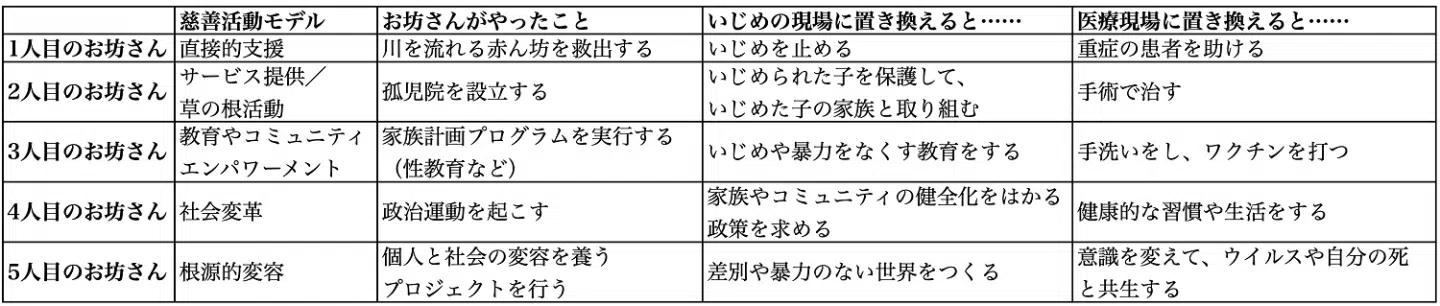 慈善活動モデル お坊さんがやったこと いじめの現場に置き換えると…… 医療現場に置き換えると……
1人目のお坊さん 直接的支援 川を流れる赤ん坊を救出する いじめを止める 重症の患者を助ける
2人目のお坊さん
サービス提供／
草の根活動
孤児院を設立する
いじめられた子を保護して、
いじめた子の家族と取り組む
手術で治す
3人目のお坊さん
教育やコミュニティ
エンパワーメント
家族計画プログラムを実行する
（性教育など）
いじめや暴力をなくす教育をする
手洗いをし、ワクチンを打つ
4人目のお坊さん
社会変革
政治運動を起こす
家族やコミュニティの健全化をはかる
政策を求める
健康的な習慣や生活をする
5人目のお坊さん
根源的変容
個人と社会の変容を養う
プロジェクトを行う
差別や暴力のない世界をつくる
意識を変えて、ウイルスや自分の死
と共生する